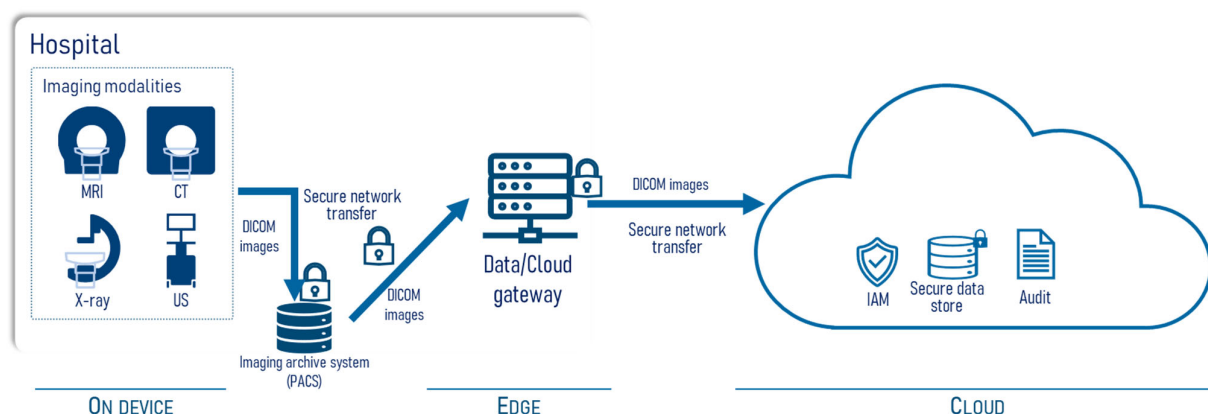 Hospital
Imaging modalities
MRI
CT
X-ray
US
DICOM
images
Secure network
transfer
Imaging archive system
(PACS)
DICOM
images
Data/Cloud
gateway
DICOM images
Secure network
transfer
IAM
Secure data
store
Audit
ON DEVICE
EDGE
CLOUD